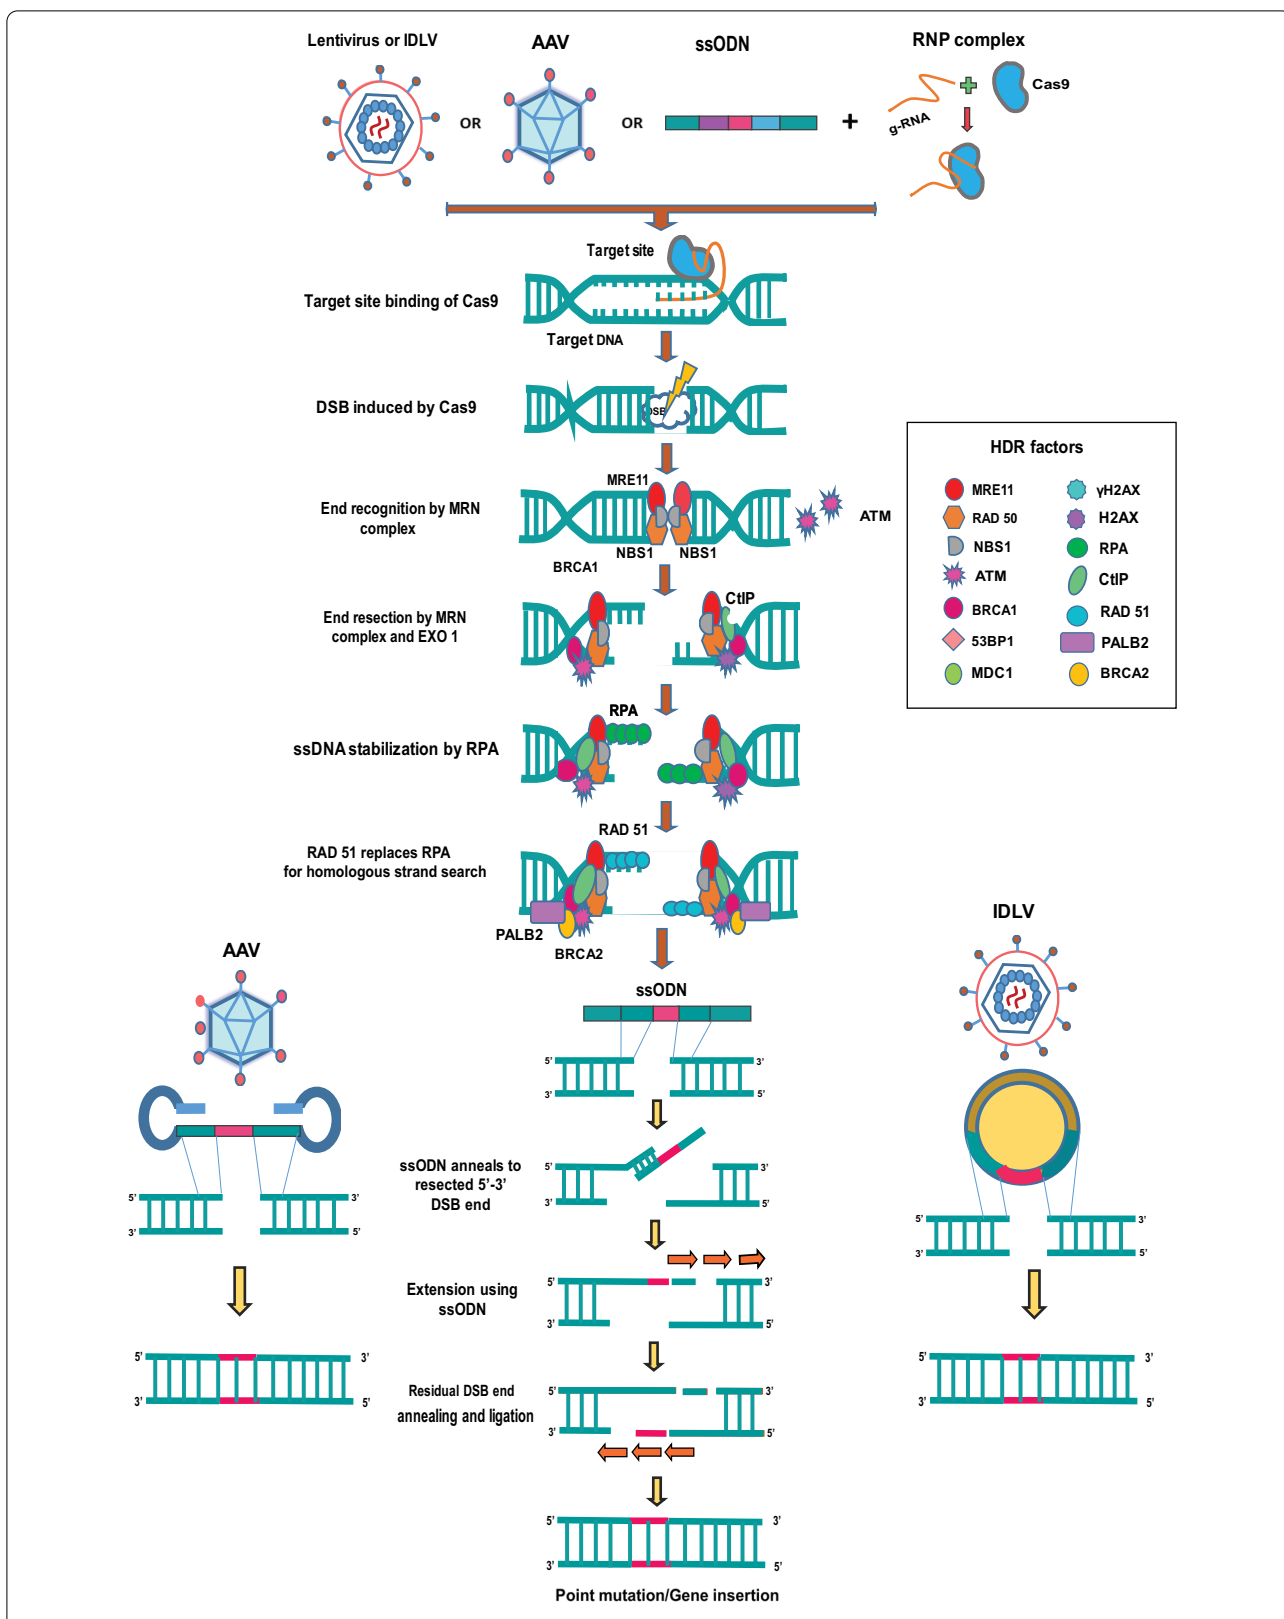 Lentivirus or IDLV
AAV
ssODN
RNP complex
OR
OR
+
Cas9
g-RNA
Target site
Target site binding of Cas9
Target DNA
DSB induced by Cas9
DSB
MRE11
End recognition by MRN
complex
ATM
NBS1
NBS1
BRCA1
HDR factors
MRE11
γH2AX
RAD 50
H2AX
NBS1
RPA
ATM
CtIP
BRCA1
RAD 51
53BP1
PALB2
MDC1
BRCA2
CtIP
End resection by MRN
complex and EXO 1
RPA
ssDNA stabilization by RPA
RAD 51
RAD 51 replaces RPA
for homologous strand search
PALB2
BRCA2
AAV
ssODN
IDLV
5’
3’
3’
5’
ssODN anneals to
resected 5’-3’
DSB end
5’
3’
3’
5’
5’
3’
3’
5’
5’
3’
3’
5’
Extension using
ssODN
5’
3’
3’
5’
5’
3’
3’
5’
Residual DSB end
annealing and ligation
5’
3’
3’
5’
5’
3’
3’
5’
5’
3’
3’
5’
Point mutation/Gene insertion